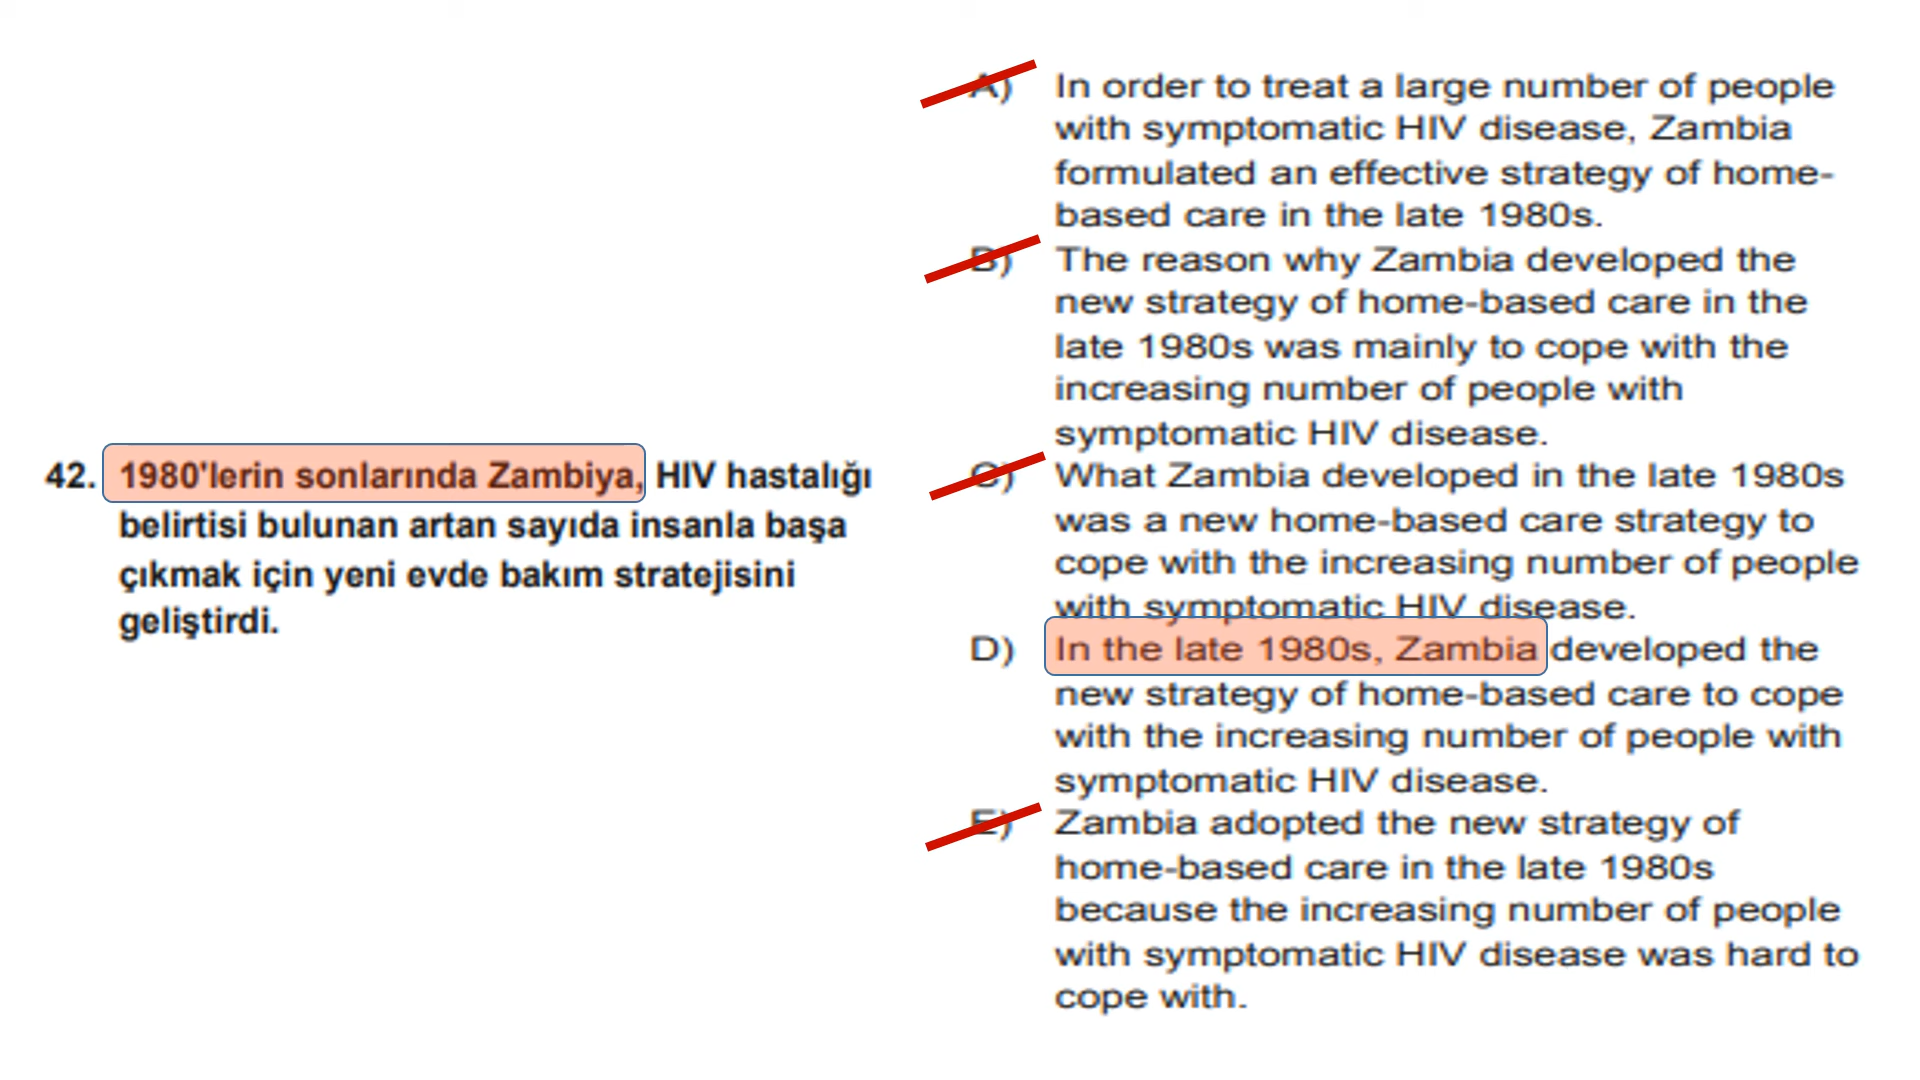 42. 1980'lerin sonlarında Zambiya, HIV hastalığı
belirtisi bulunan artan sayıda insanla başa
çıkmak için yeni evde bakım stratejisini
geliştirdi.
A) In order to treat a large number of people
with symptomatic HIV disease, Zambia
formulated an effective strategy of home-
based care in the late 1980s.
B) The reason why Zambia developed the
new strategy of home-based care in the
late 1980s was mainly to cope with the
increasing number of people with
symptomatic HIV disease.
C) What Zambia developed in the late 1980s
was a new home-based care strategy to
cope with the increasing number of people
with symptomatic HIV disease.
D) In the late 1980s, Zambia developed the
new strategy of home-based care to cope
with the increasing number of people with
symptomatic HIV disease.
E) Zambia adopted the new strategy of
home-based care in the late 1980s
because the increasing number of people
with symptomatic HIV disease was hard to
cope with.